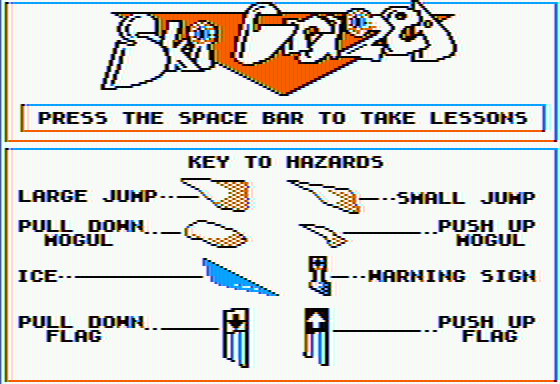 Ski Crazed
PRESS THE SPACE BAR TO TAKE LESSONS
KEY TO HAZARDS
LARGE JUMP
SMALL JUMP
PULL DOWN
MOGUL
PUSH UP
MOGUL
ICE
WARNING SIGN
PULL DOWN
FLAG
PUSH UP
FLAG